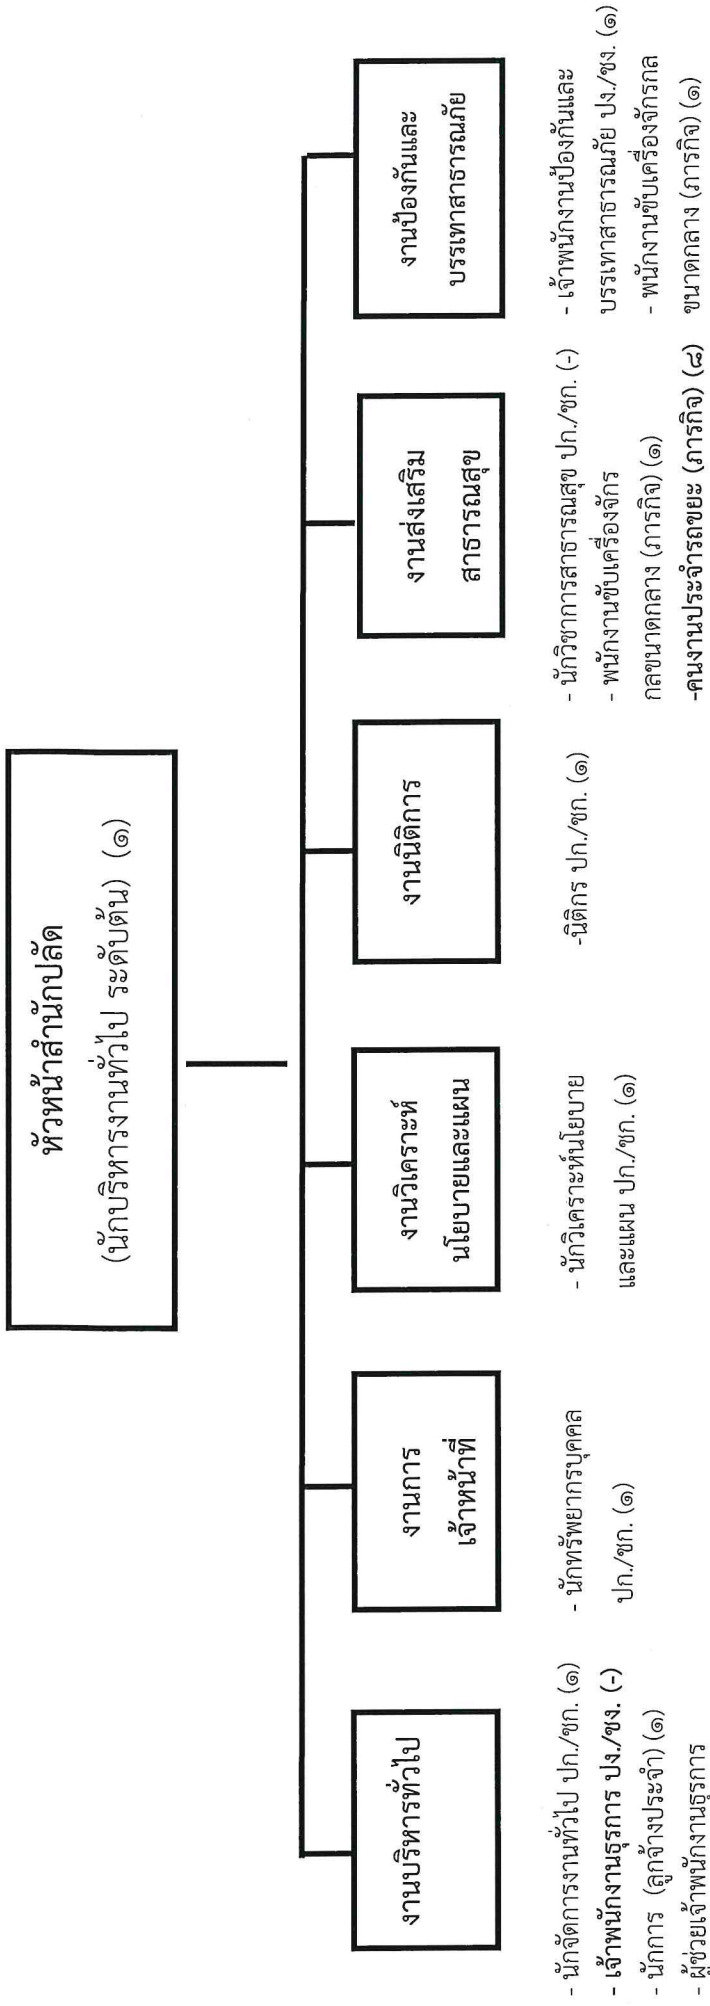 หัวหน้าสำนักปลัด
(นักบริหารงานทั่วไป ระดับต้น) (๑)
งานบริหารทั่วไป
- นักจัดการงานทั่วไป ปก./ชก. (๑)
- เจ้าพนักงานธุรการ ปง./ชง. (-)
- นักการ (ลูกจ้างประจำ) (๑)
- ผู้ช่วยเจ้าพนักงานธุรการ
งานการ
เจ้าหน้าที่
- นักทรัพยากรบุคคล
ปก./ชก. (๑)
งานวิเคราะห์
นโยบายและแผน
- นักวิเคราะห์นโยบาย
และแผน ปก./ชก. (๑)
งานนิติการ
-นิติกร ปก./ชก. (๑)
งานส่งเสริม
สาธารณสุข
- นักวิชาการสาธารณสุข ปก./ชก. (-)
- พนักงานขับเครื่องจักร
กลขนาดกลาง (ภารกิจ) (๑)
-คนงานประจำรถขยะ (ภารกิจ) (๘)
งานป้องกันและ
บรรเทาสาธารณภัย
- เจ้าพนักงานป้องกันและ
บรรเทาสาธารณภัย ปง./ชง. (๑)
- พนักงานขับเครื่องจักรกล
ขนาดกลาง (ภารกิจ) (๑)